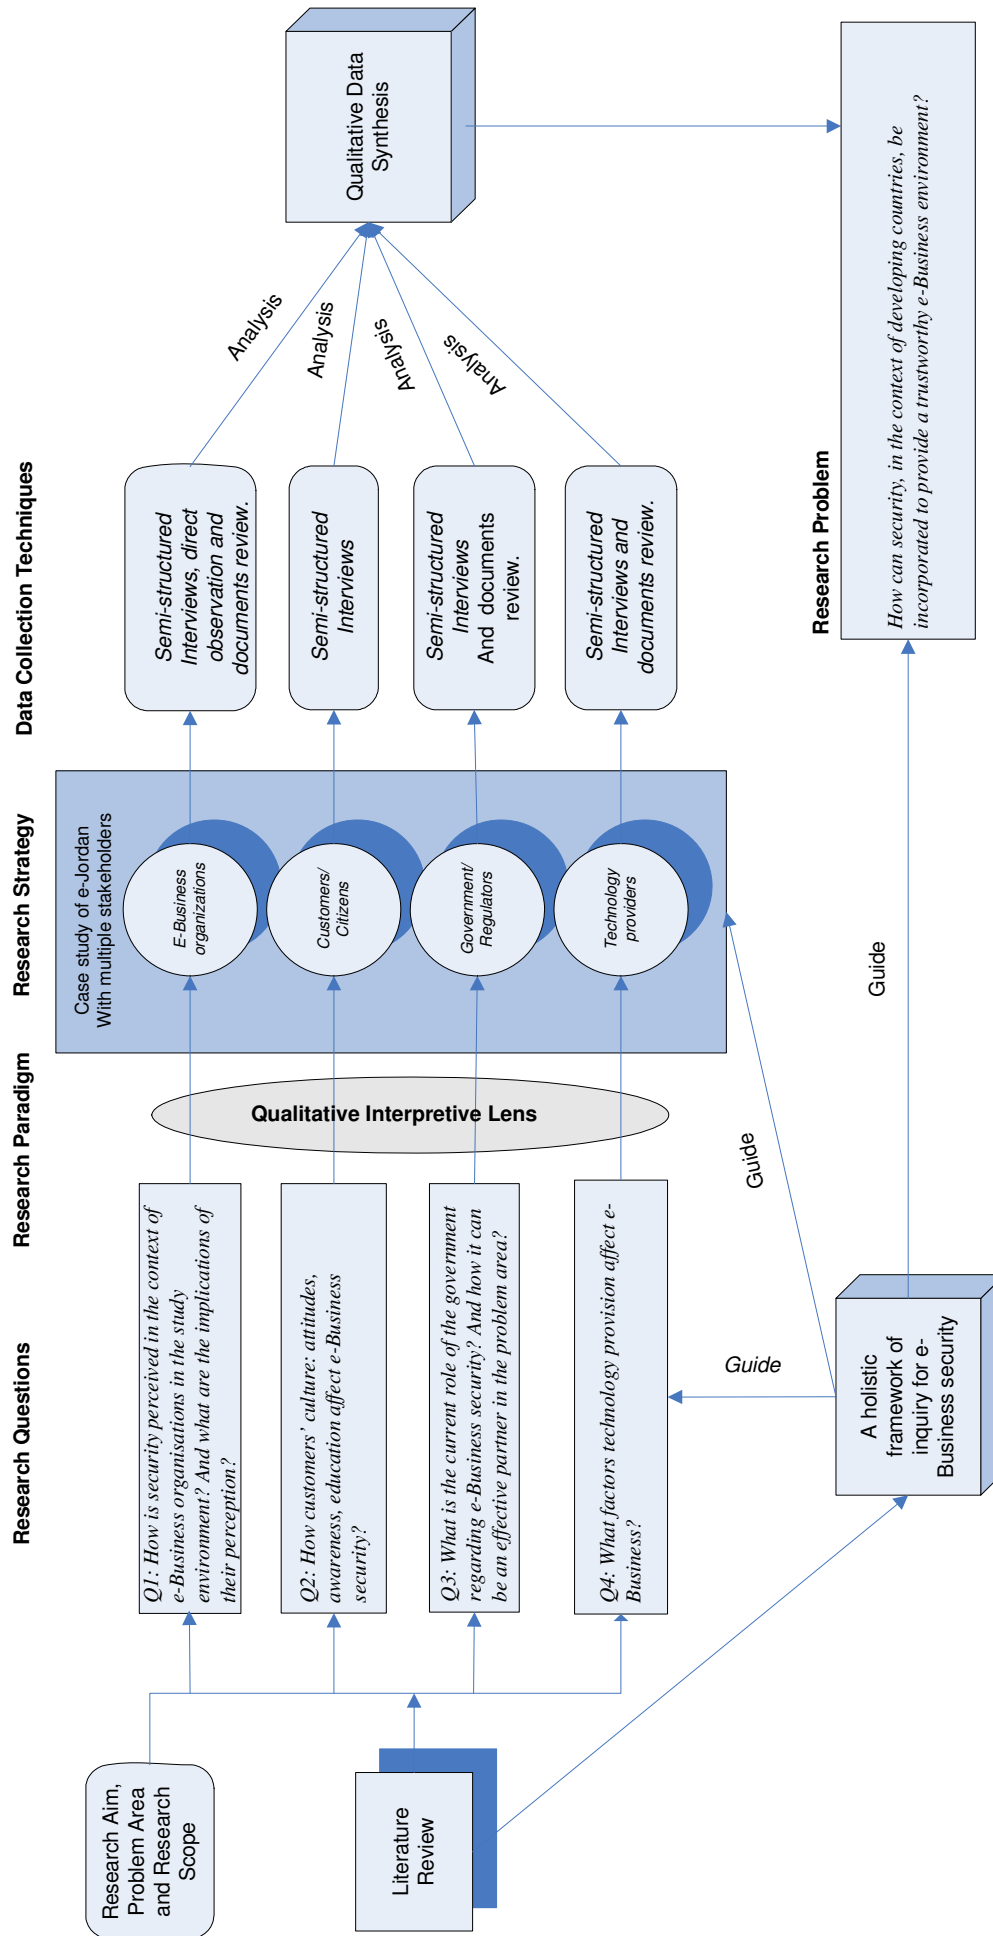 Research Questions
Research Paradigm
Research Strategy
Data Collection Techniques
Research Aim,
Problem Area
and Research
Scope
Literature
Review
Q1: How is security perceived in the context of
e-Business organisations in the study
environment? And what are the implications of
their perception?
Q2: How customers’ culture: attitudes,
awareness, education affect e-Business
security?
Q3: What is the current role of the government
regarding e-Business security? And how it can
be an effective partner in the problem area?
Q4: What factors technology provision affect e-
Business?
Qualitative Interpretive Lens
Case study of e-Jordan
With multiple stakeholders
E-Business
organizations
Customers/
Citizens
Government/
Regulators
Technology
providers
Semi-structured
Interviews, direct
observation and
documents review.
Semi-structured
Interviews
Semi-structured
Interviews
And documents
review.
Semi-structured
Interviews and
documents review.
Analysis
Analysis
Analysis
Analysis
Qualitative Data
Synthesis
Guide
Guide
Guide
A holistic
framework of
inquiry for e-
Business security
Research Problem
How can security, in the context of developing countries, be
incorporated to provide a trustworthy e-Business environment?